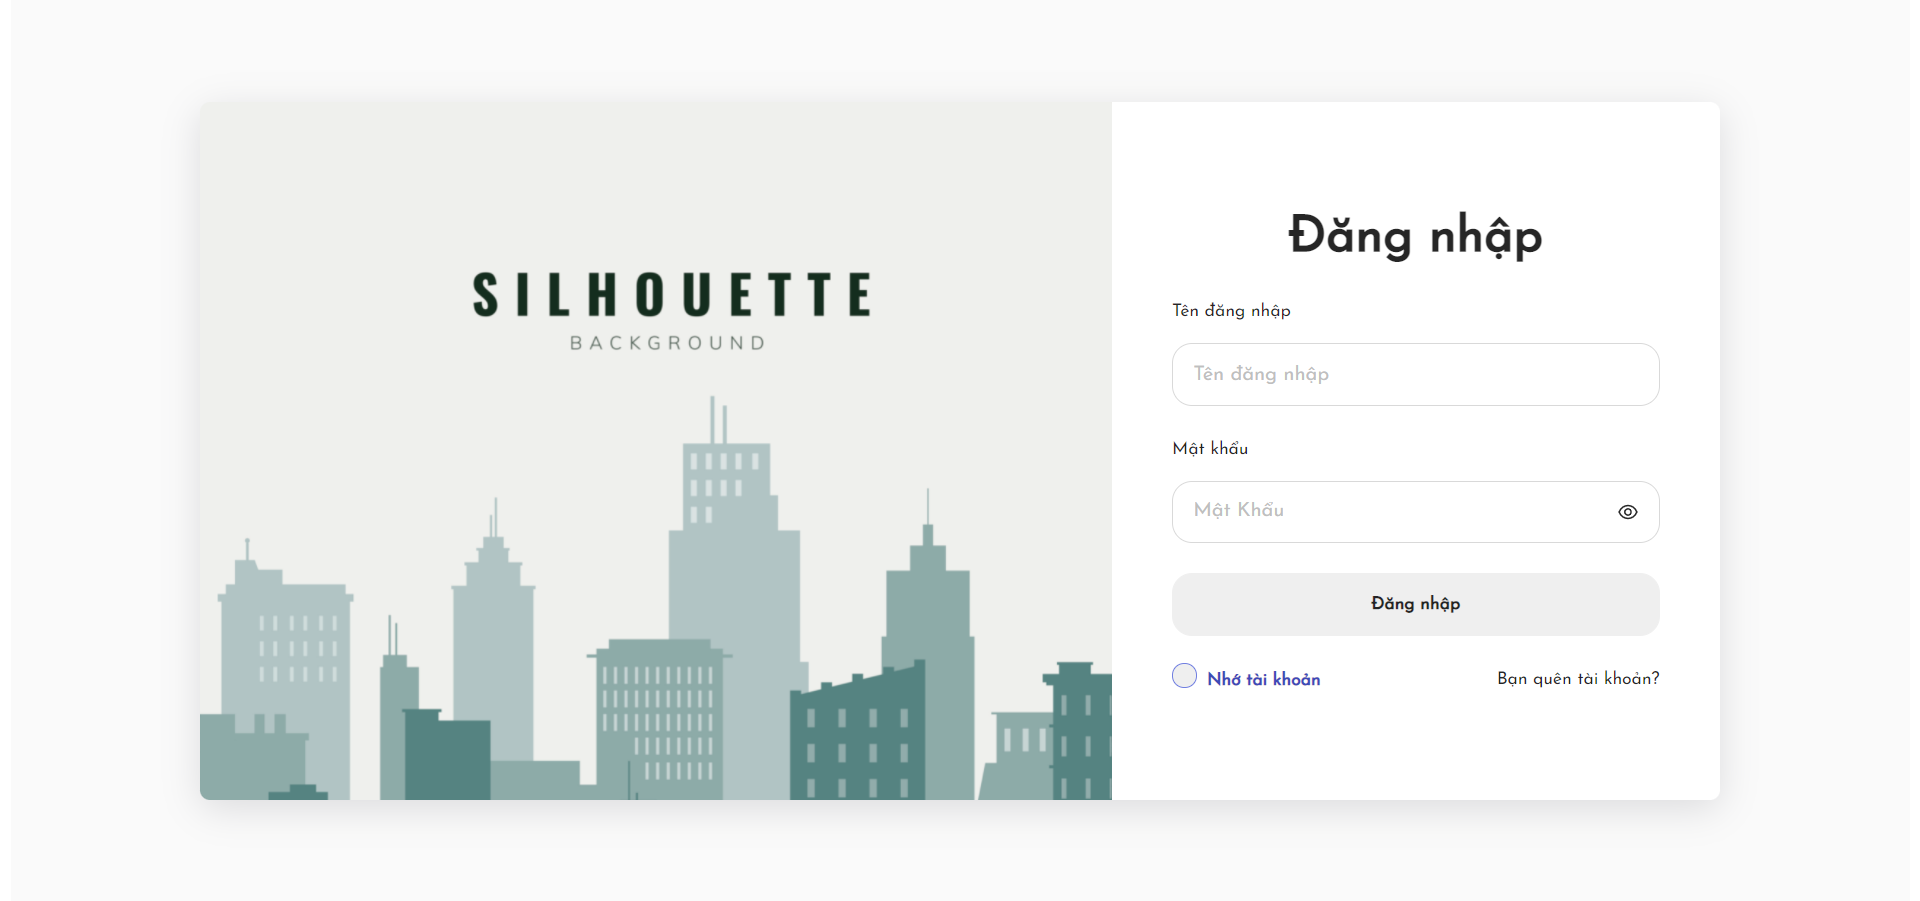 SILHOUETTE
BACKGROUND
Đăng nhập
Tên đăng nhập
Tên đăng nhập
Mật khẩu
Mật Khẩu
Đăng nhập
Nhớ tài khoản
Bạn quên tài khoản?